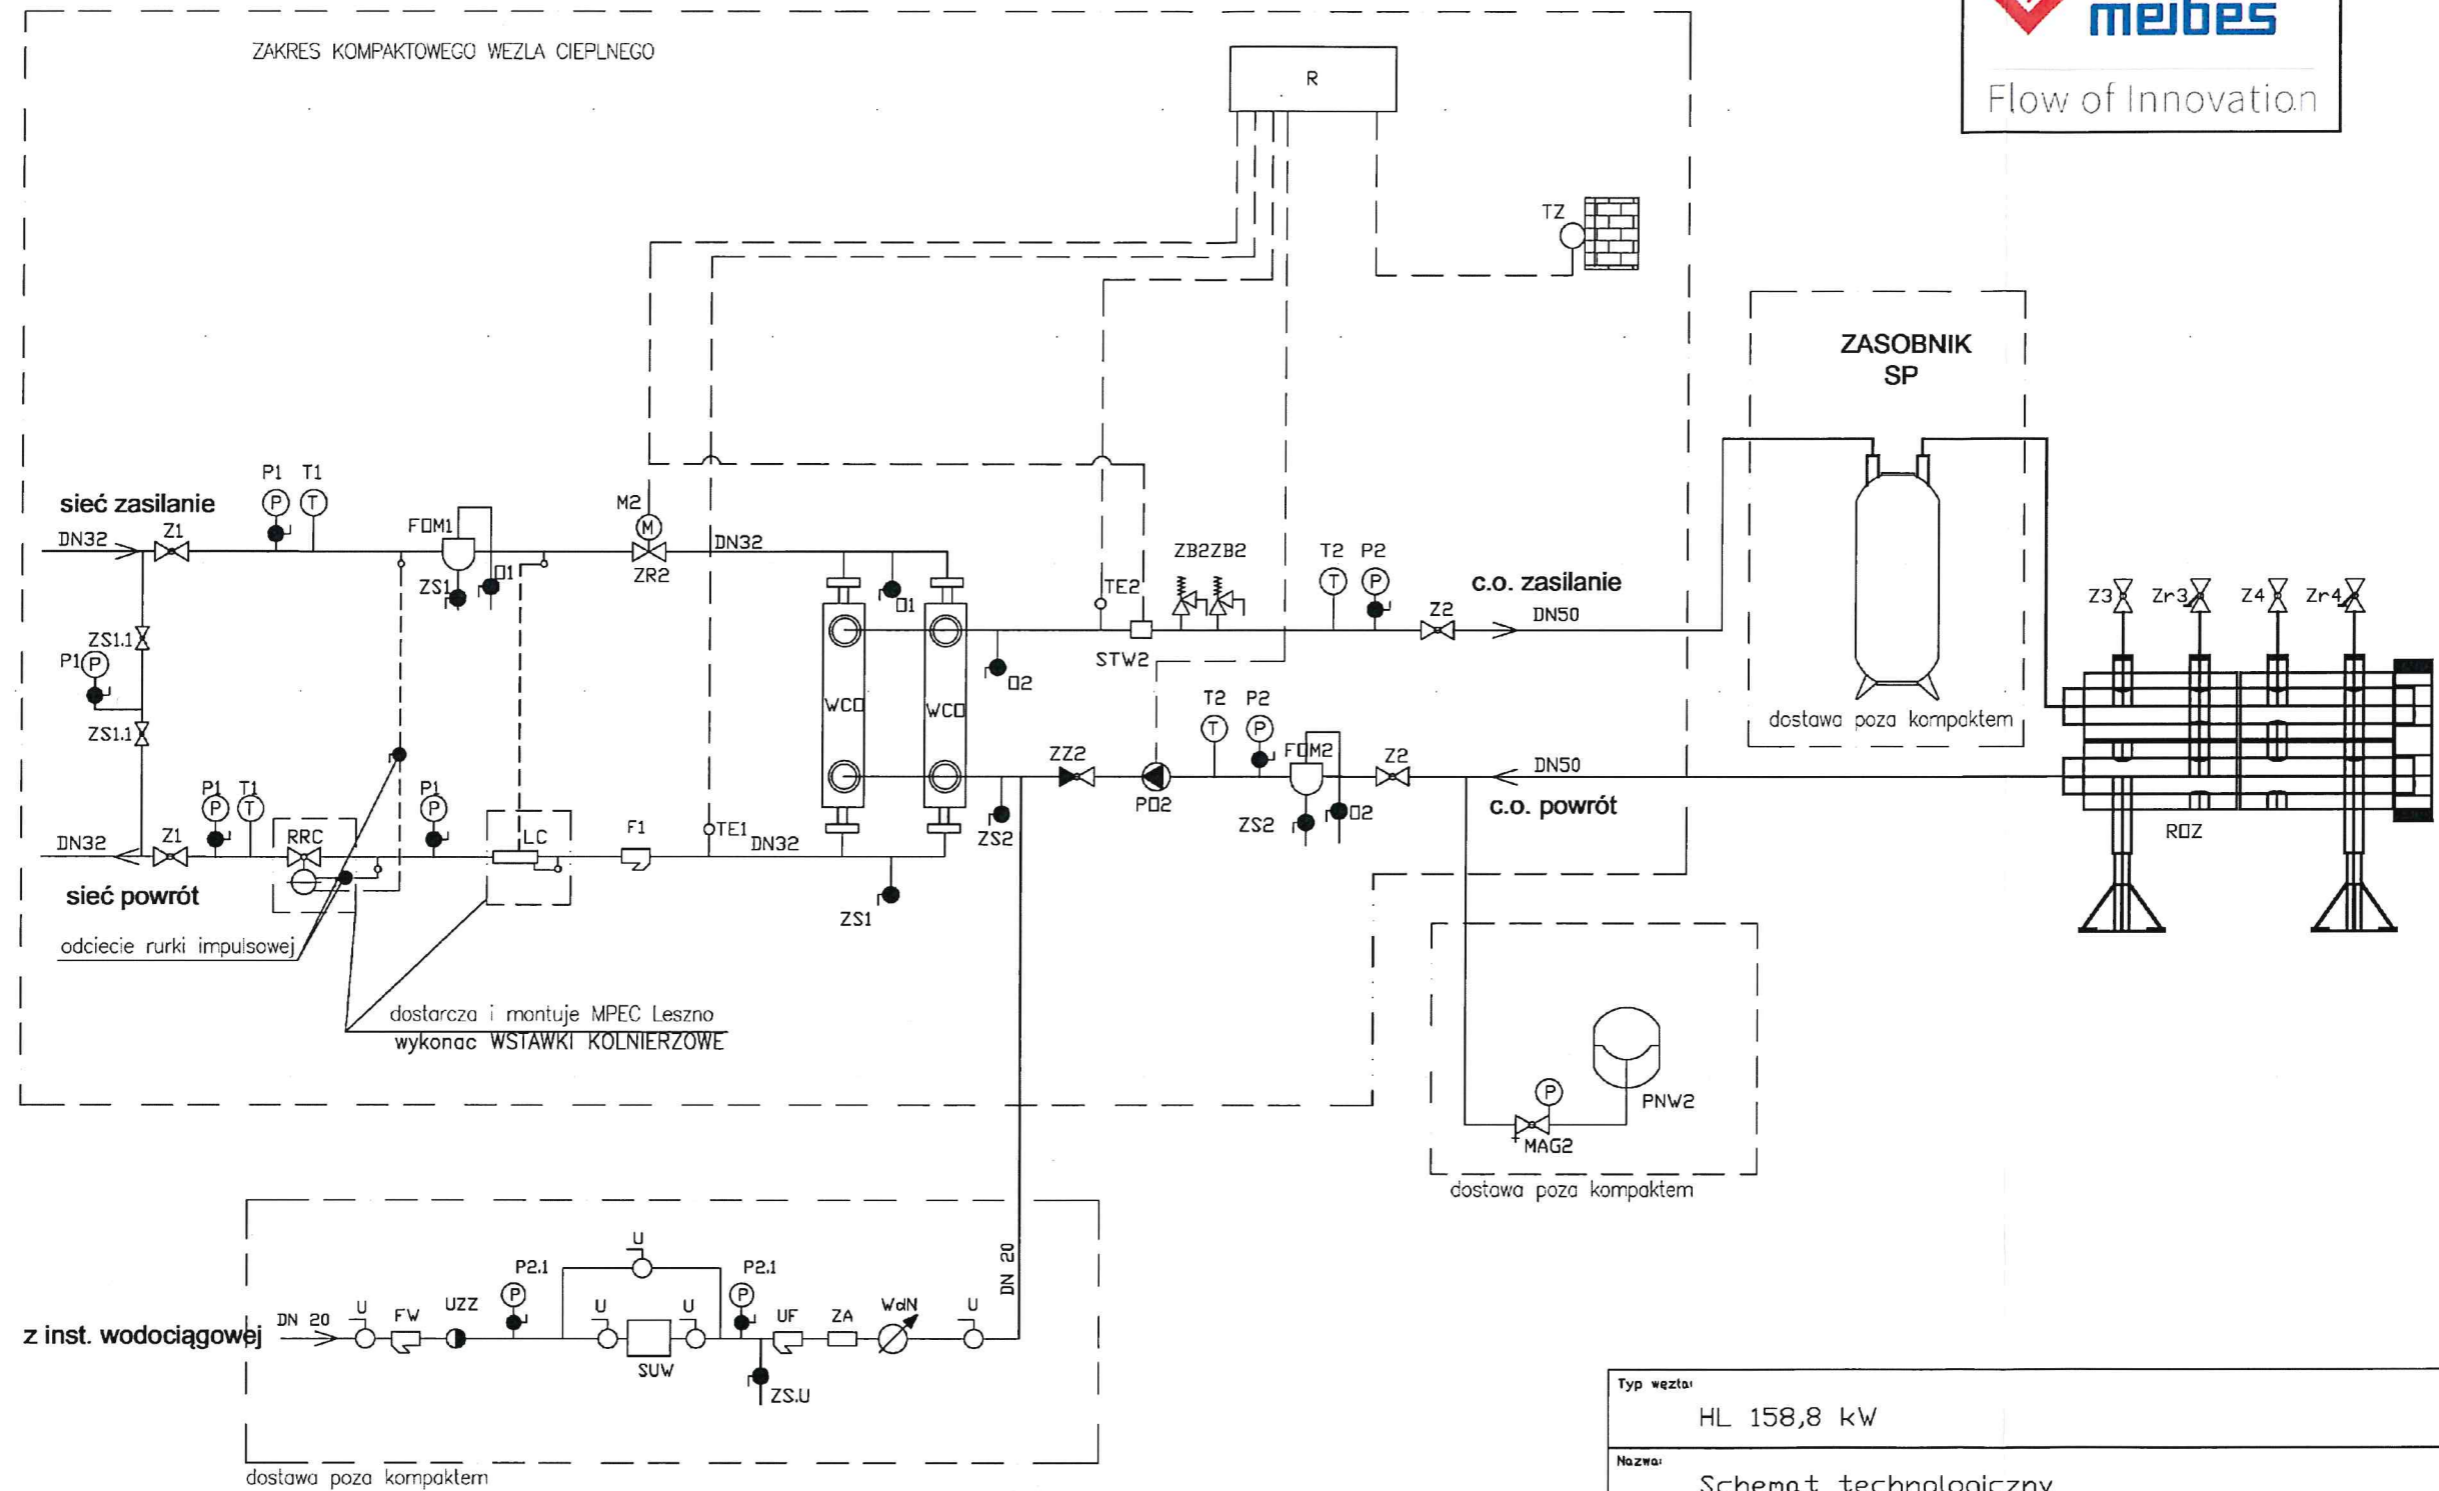 meibes
Flow of Innovation
ZAKRES KOMPAKTOWEGO WEZLA CIEPLNEGO
R
TZ
ZASOBNIK
SP
dostawa poza kompaktem
P1
T1
P
T
sieć zasilanie
DN32
Z1
FOM1
ZS1
O1
M2
M
ZR2
DN32
O1
WCO
WCO
TE2
STW2
ZB2
ZB2
T2
P2
T
P
Z2
c.o. zasilanie
DN50
O2
Z3
Zr3
Z4
Zr4
ROZ
ZS1.1
P1
P
ZS1.1
P1
T1
P
T
DN32
Z1
sieć powrót
RRC
P1
P
LC
F1
TE1
DN32
ZS1
ZS2
ZZ2
PO2
T2
P2
T
P
FOM2
ZS2
O2
Z2
DN50
c.o. powrót
odciecie rurki impulsowej
dostarcza i montuje MPEC Leszno
wykonac WSTAWKI KOLNIERZOWE
P
MAG2
PNW2
dostawa poza kompaktem
z inst. wodociągowej
DN 20
U
FW
UZZ
P2.1
P
U
U
SUW
U
P2.1
P
ZS.U
UF
ZA
WdN
U
DN 20
dostawa poza kompaktem
Typ węzła:
HL 158,8 kW
Nazwa:
Schemat technologiczny